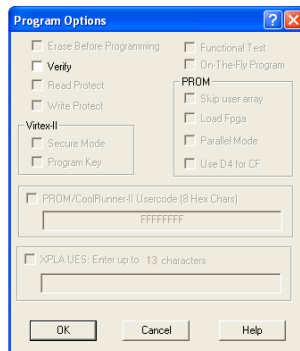 Program Options
Erase Before Programming
Functional Test
Verify
On-The-Fly Program
Read Protect
PROM
Write Protect
Skip user array
Load Fpga
Virtex-II
Secure Mode
Parallel Mode
Program Key
Use D4 for CF
PROM/CoolRunner-II Usercode (8 Hex Chars)
FFFFFFFF
XPLA UES: Enter up to 13 characters
OK Cancel Help